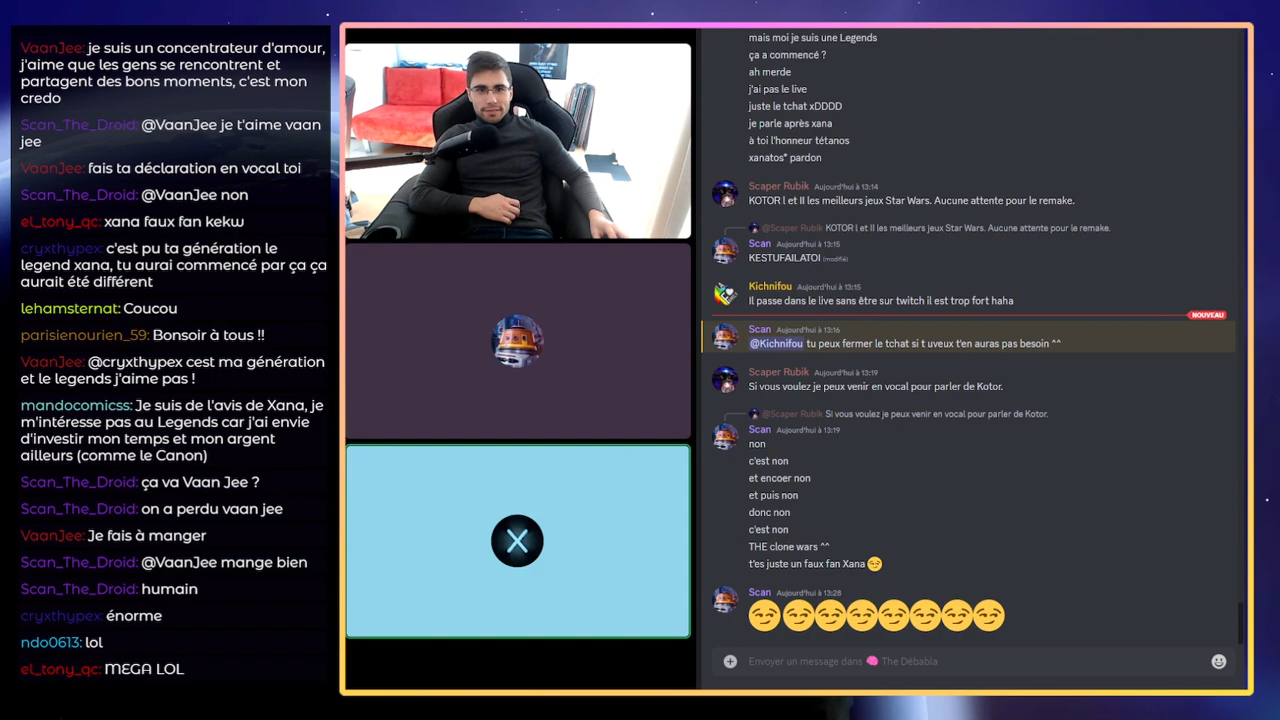 VaanJee: je suis un concentrateur d'amour,
j'aime que les gens se rencontrent et
partagent des bons moments, c'est mon
credo
Scan_The_Droid: @VaanJee je t'aime vaan
jee
VaanJee: fais ta déclaration en vocal toi
Scan_The_Droid: @VaanJee non
el_tony_qc: xana faux fan keku
cryxthypex: c'est pu ta génération le
legend xana, tu aurai commencé par ça ça
aurait été différent
lehamsternat: Coucou
parisienourien_59: Bonsoir à tous !!
VaanJee: @cryxthypex cest ma génération
et le legends j'aime pas !
mandocomicss: Je suis de l'avis de Xana, je
m'intéresse pas au Legends car j'ai envie
d'investir mon temps et mon argent
ailleurs (comme le Canon)
Scan_The_Droid: ça va Vaan Jee ?
Scan_The_Droid: on a perdu vaan jee
VaanJee: Je fais à manger
Scan_The_Droid: @VaanJee mange bien
Scan_The_Droid: humain
cryxthypex: énorme
ndo0613: lol
el_tony_qc: MEGA LOL
X
mais moi je suis une Legends
ça a commencé ?
ah merde
j'ai pas le live
juste le tchat xDDDD
je parle après xana
à toi l'honneur tétanos
xanatos* pardon
Scaper Rubik Aujourd'hui à 13:14
KOTOR l et II les meilleurs jeux Star Wars. Aucune attente pour le remake.
@Scaper Rubik KOTOR l et II les meilleurs jeux Star Wars. Aucune attente pour le remake.
Scan Aujourd'hui à 13:15
KESTUFAILATOI (modifié)
Kichnifou Aujourd'hui à 13:15
Il passe dans le live sans être sur twitch il est trop fort haha
NOUVEAU
Scan Aujourd'hui à 13:16
@Kichnifou tu peux fermer le tchat si t uveux t'en auras pas besoin ^^
Scaper Rubik Aujourd'hui à 13:19
Si vous voulez je peux venir en vocal pour parler de Kotor.
@Scaper Rubik Si vous voulez je peux venir en vocal pour parler de Kotor.
Scan Aujourd'hui à 13:19
non
c'est non
et encoer non
et puis non
donc non
c'est non
THE clone wars ^^
t'es juste un faux fan Xana 😏
Scan Aujourd'hui à 13:28
😏😏😏😏😏😏😏😏
Envoyer un message dans 🧠 The Débabla